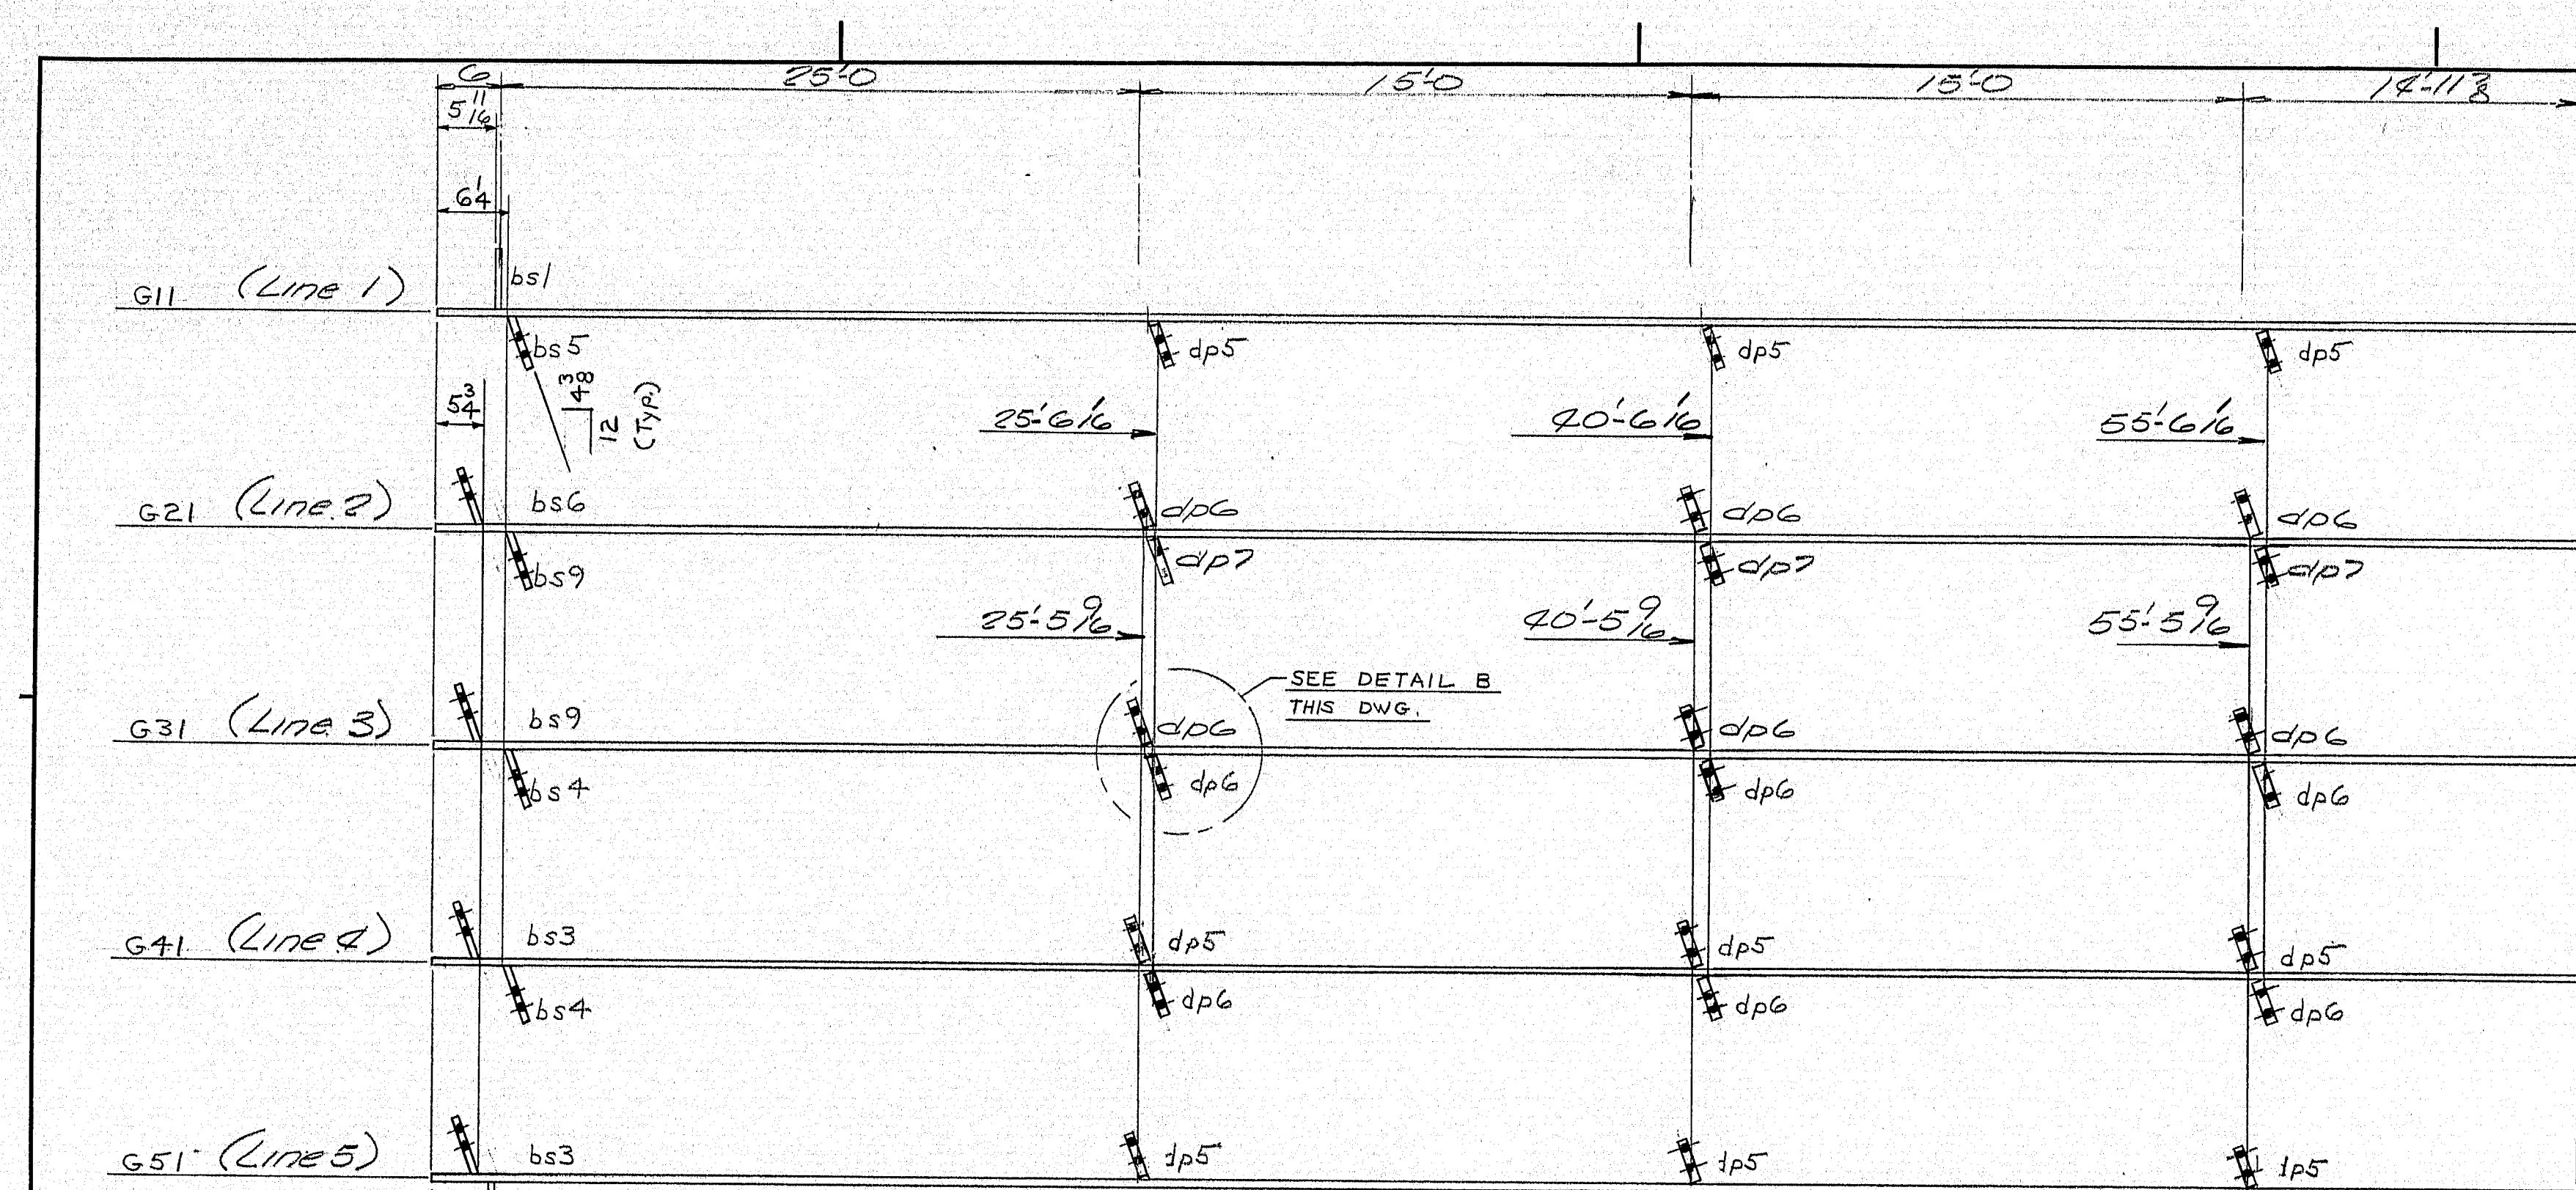 6 25'-0 15'-0 15'-0 14'-11 3/8
5 11/16
6 1/4
G11 (Line 1) bs1
bs5 dp5 dp5 dp5
4 3/8
12
(Typ.)
5 3/4
25'-6 1/16 40'-6 1/16 55'-6 1/16
G21 (Line 2) bs6 dp6 dp6 dp6
bs9 dp7 dp7 dp7
25'-5 9/16 40'-5 9/16 55'-5 9/16
SEE DETAIL B
THIS DWG.
G31 (Line 3) bs9 dp6 dp6 dp6
bs4 dp6 dp6 dp6
G41 (Line 4) bs3 dp5 dp5 dp5
bs4 dp6 dp6 dp6
G51 (Line 5) bs3 dp5 dp5 dp5